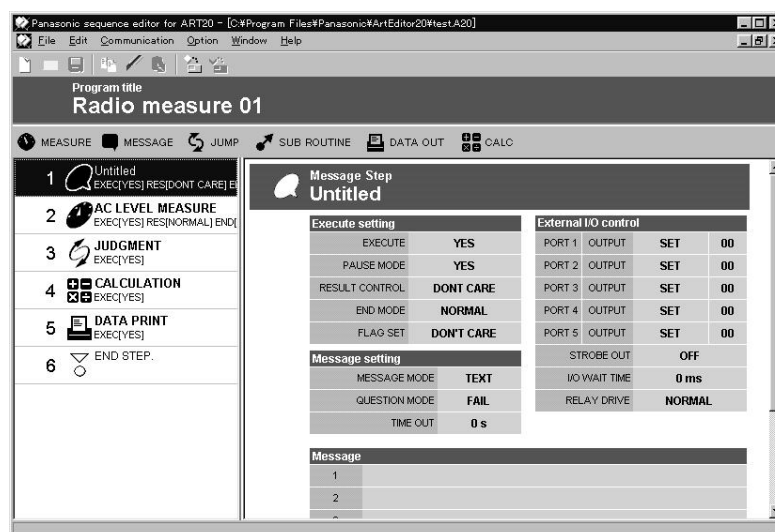 Panasonic sequence editor for ART20 - [C:¥Program Files¥Panasonic¥ArtEditor20¥test.A20]
File Edit Communication Option Window Help
Program title
Radio measure 01
MEASURE MESSAGE JUMP SUB ROUTINE DATA OUT CALC
1 Untitled
EXEC[YES] RES[DONT CARE] E
2 AC LEVEL MEASURE
EXEC[YES] RES[NORMAL] END[
3 JUDGMENT
EXEC[YES]
4 CALCULATION
EXEC[YES]
5 DATA PRINT
EXEC[YES]
6 END STEP.
Message Step
Untitled
Execute setting
EXECUTE YES
PAUSE MODE YES
RESULT CONTROL DONT CARE
END MODE NORMAL
FLAG SET DON'T CARE
Message setting
MESSAGE MODE TEXT
QUESTION MODE FAIL
TIME OUT 0 s
External I/O control
PORT 1 OUTPUT SET 00
PORT 2 OUTPUT SET 00
PORT 3 OUTPUT SET 00
PORT 4 OUTPUT SET 00
PORT 5 OUTPUT SET 00
STROBE OUT OFF
I/O WAIT TIME 0 ms
RELAY DRIVE NORMAL
Message
1
2